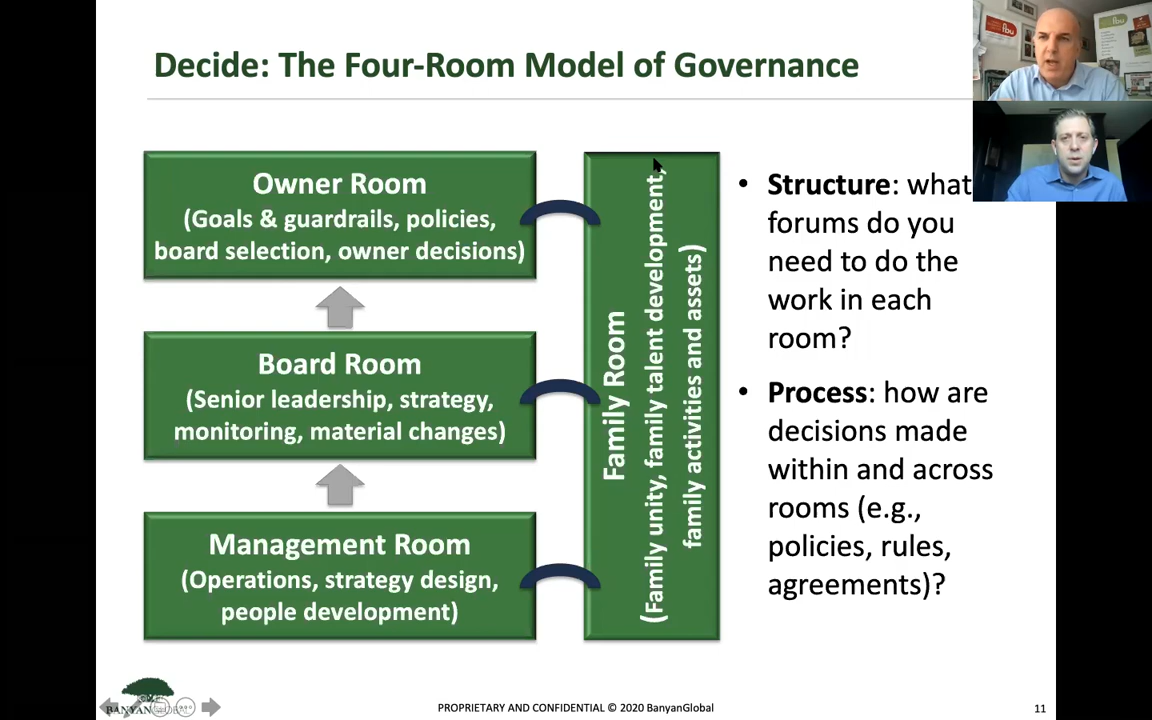 Decide: The Four-Room Model of Governance
Owner Room
(Goals & guardrails, policies,
board selection, owner decisions)
Board Room
(Senior leadership, strategy,
monitoring, material changes)
Management Room
(Operations, strategy design,
people development)
Family Room
(Family unity, family talent development,
family activities and assets)
• Structure: what
forums do you
need to do the
work in each
room?
• Process: how are
decisions made
within and across
rooms (e.g.,
policies, rules,
agreements)?
fbu
fbu
BANYANGLOBAL
PROPRIETARY AND CONFIDENTIAL © 2020 BanyanGlobal
11